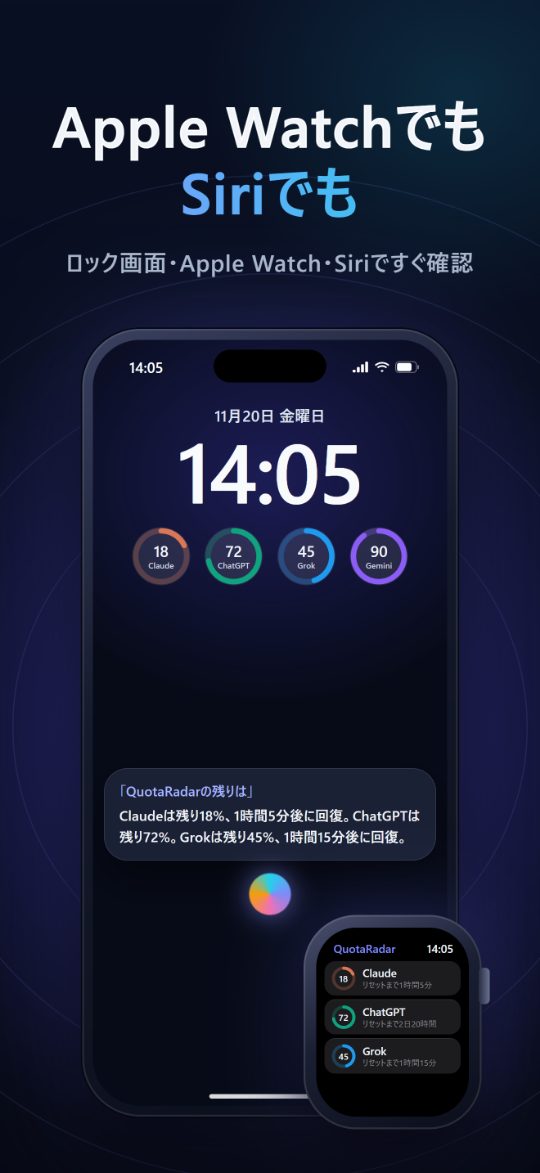 Apple Watchでも
Siriでも
ロック画面・Apple Watch・Siriですぐ確認
14:05
11月20日 金曜日
14:05
18
Claude
72
ChatGPT
45
Grok
90
Gemini
「QuotaRadarの残りは」
Claudeは残り18%、1時間5分後に回復。ChatGPTは
残り72%。Grokは残り45%、1時間15分後に回復。
QuotaRadar 14:05
18
Claude
リセットまで1時間5分
72
ChatGPT
リセットまで2日20時間
45
Grok
リセットまで1時間15分